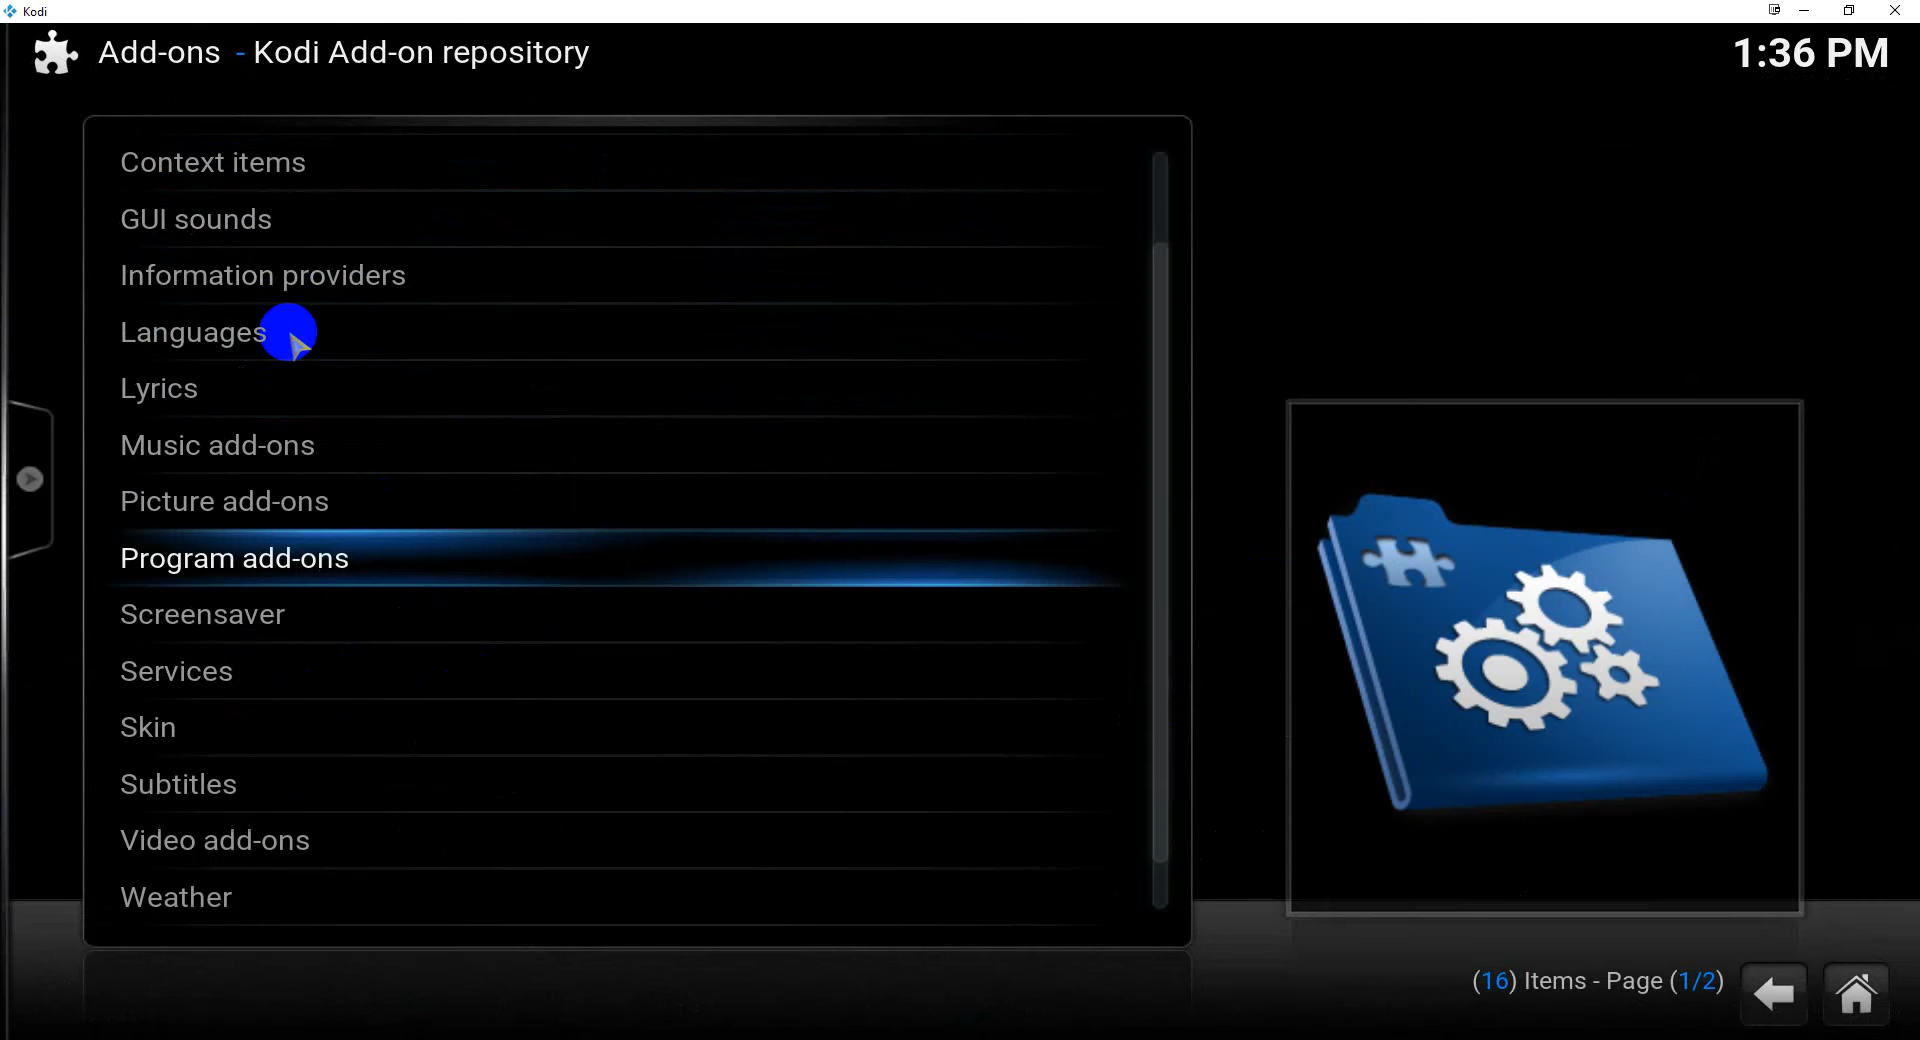 Kodi
Add-ons - Kodi Add-on repository
1:36 PM
Context items
GUI sounds
Information providers
Languages
Lyrics
Music add-ons
Picture add-ons
Program add-ons
Screensaver
Services
Skin
Subtitles
Video add-ons
Weather
(16) Items - Page (1/2)